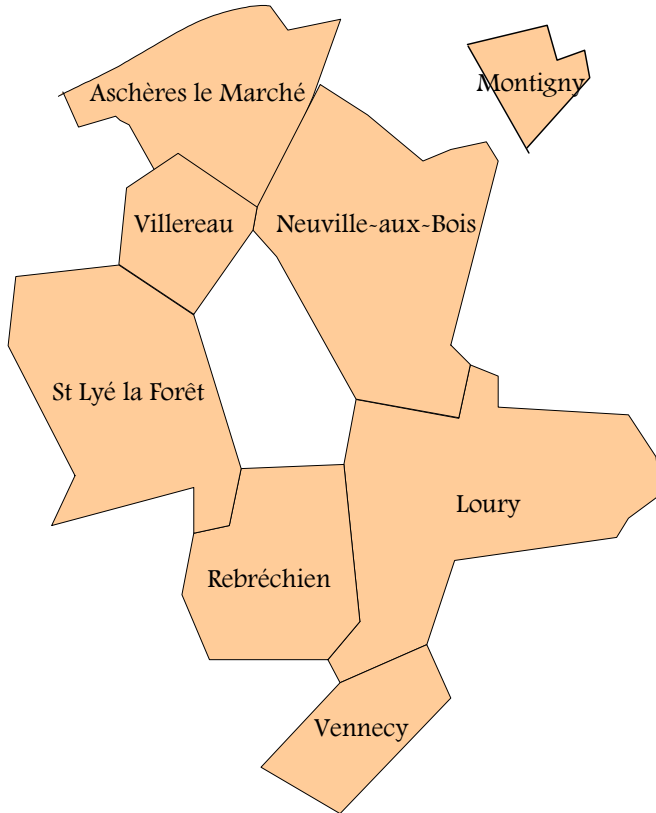 Montigny
Aschères le Marché
Villereau
Neuville-aux-Bois
St Lyé la Forêt
Loury
Rebréchien
Vennecy